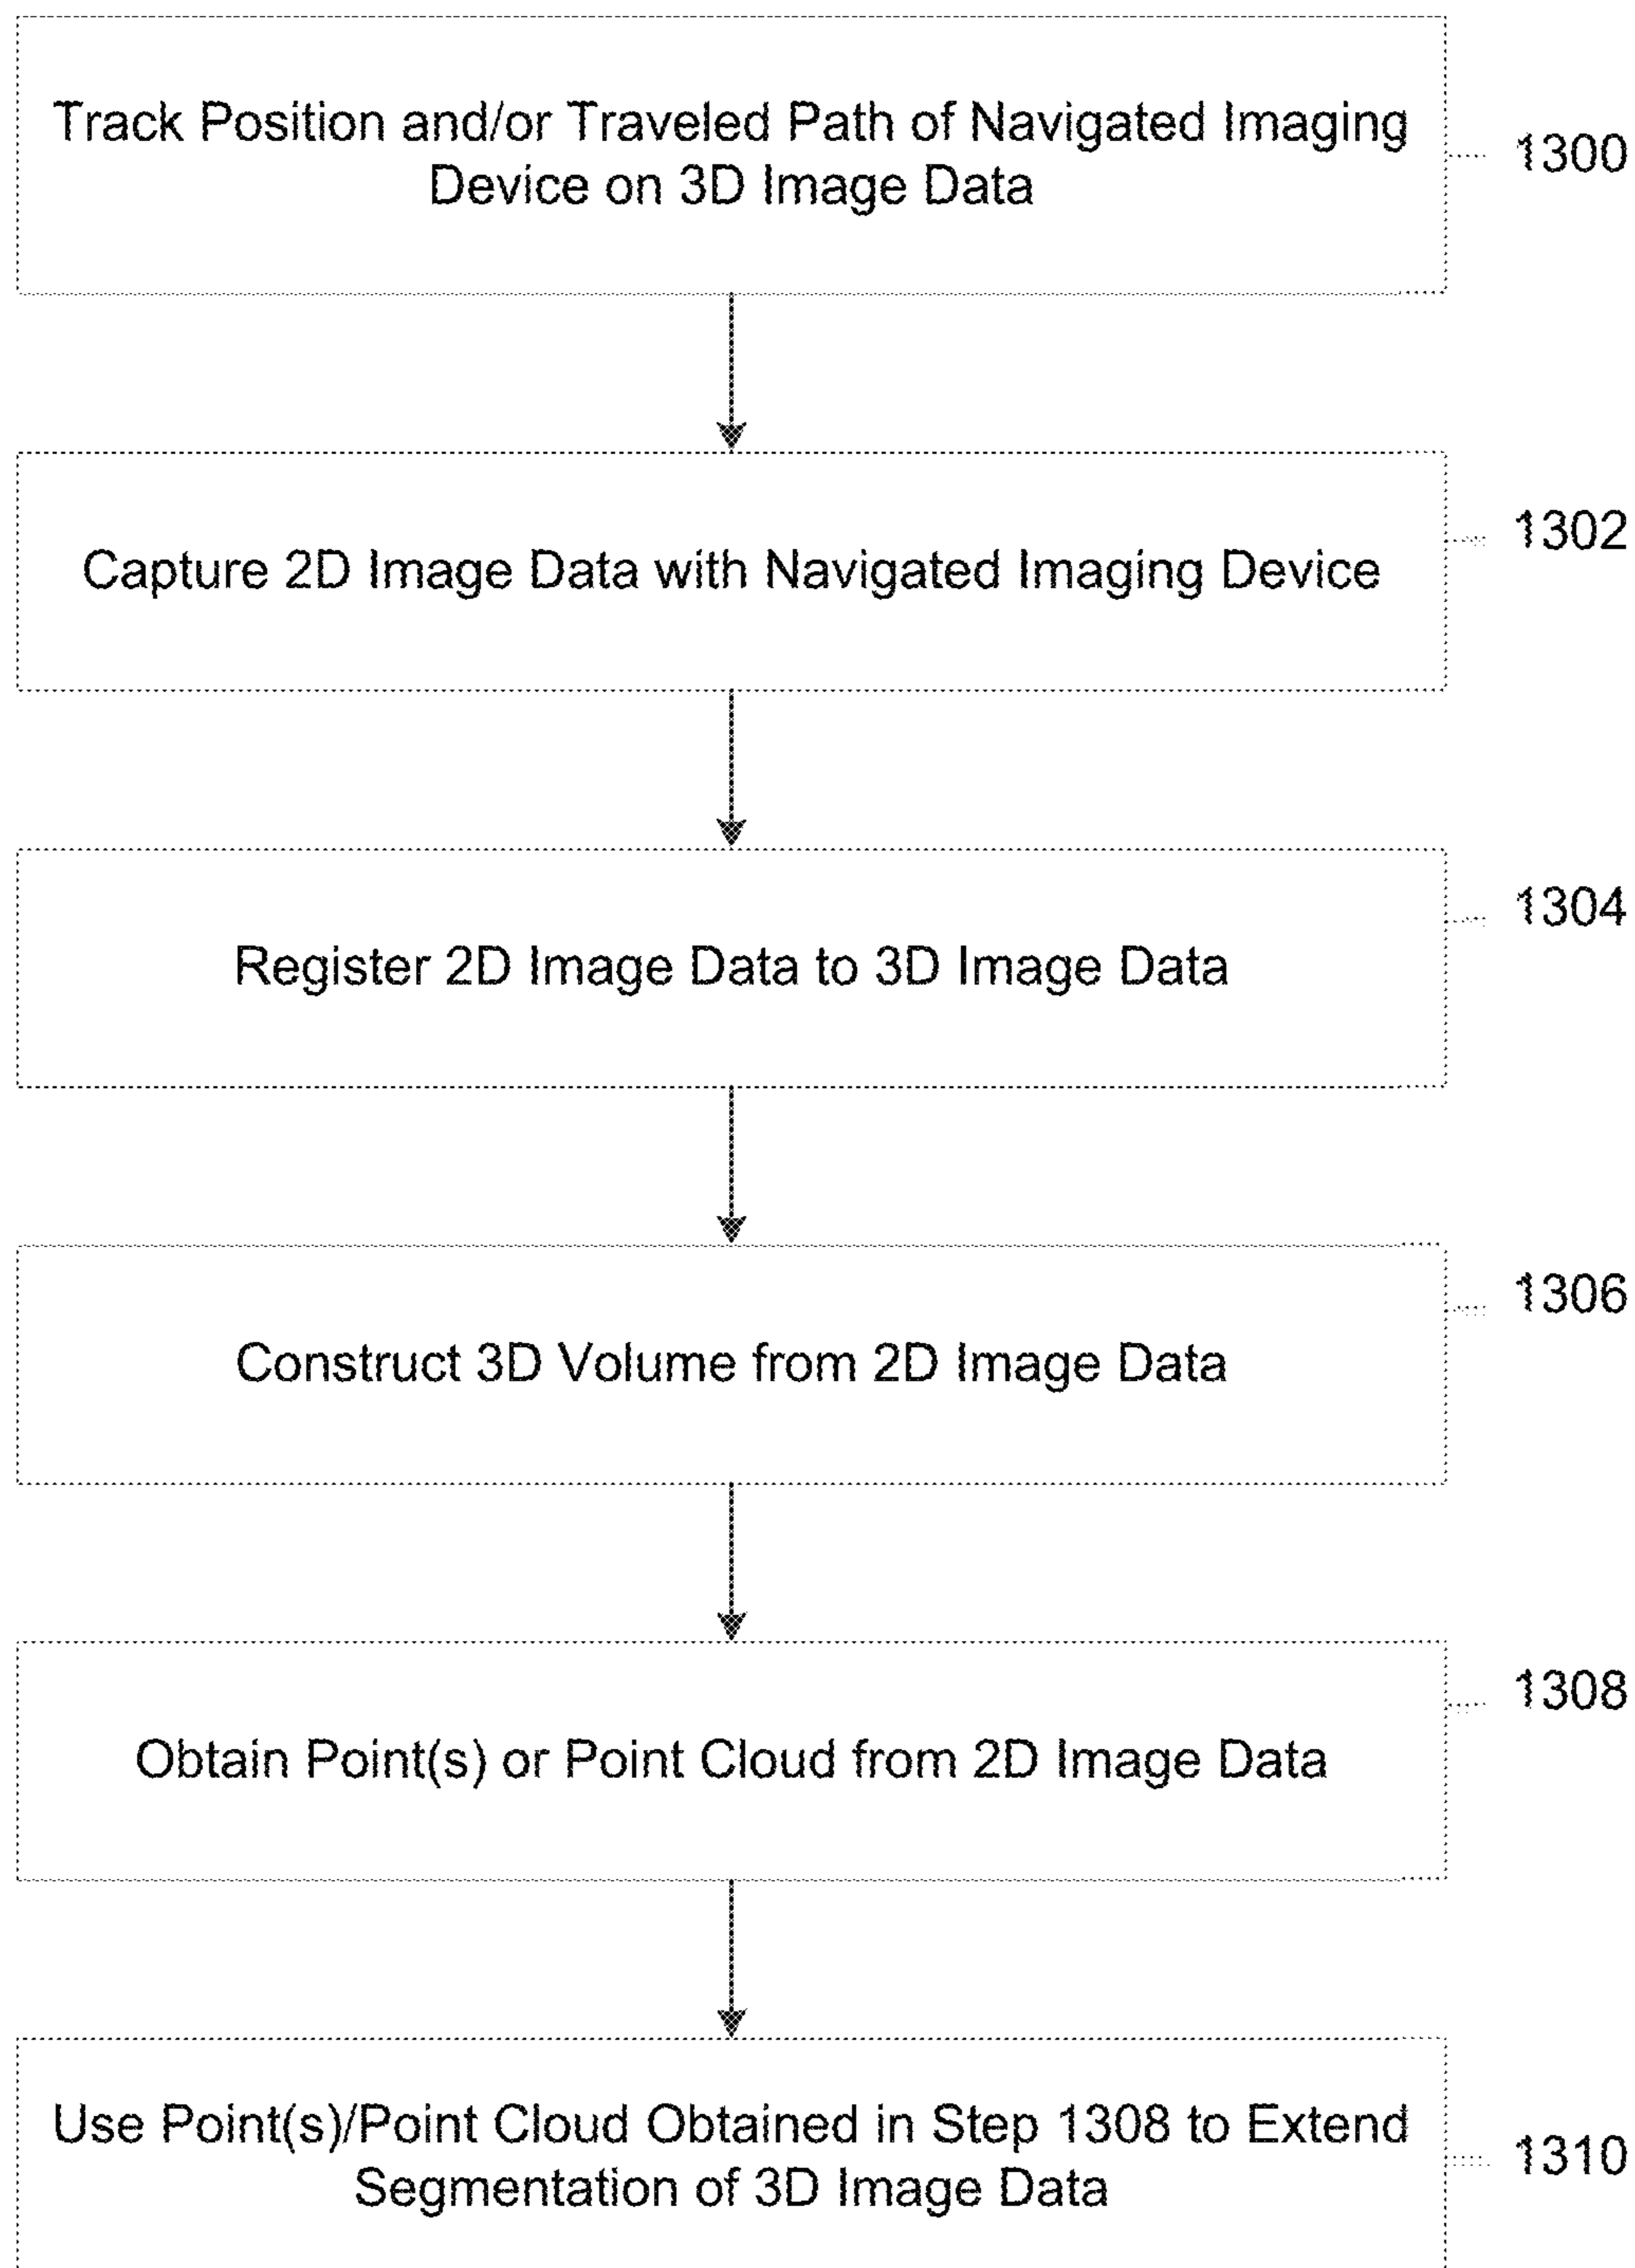 Track Position and/or Traveled Path of Navigated Imaging
Device on 3D Image Data
1300
Capture 2D Image Data with Navigated Imaging Device
1302
Register 2D Image Data to 3D Image Data
1304
Construct 3D Volume from 2D Image Data
1306
Obtain Point(s) or Point Cloud from 2D Image Data
1308
Use Point(s)/Point Cloud Obtained in Step 1308 to Extend
Segmentation of 3D Image Data
1310